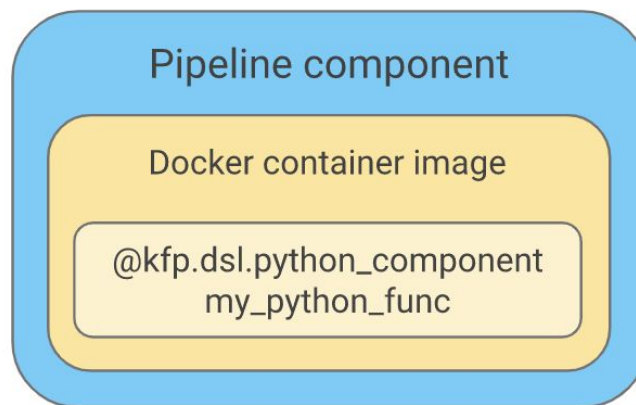 Pipeline component
Docker container image
@kfp.dsl.python_component
my_python_func